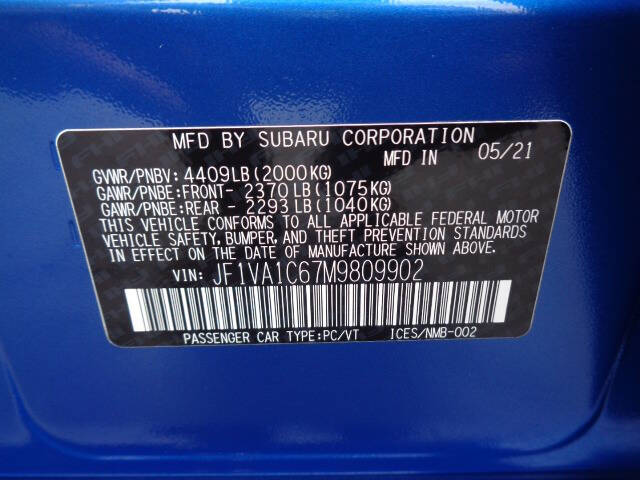 MFD BY SUBARU CORPORATION
MFD IN 05/21
GVWR/PNBV: 4409LB(2000KG)
GAWR/PNBE:FRONT- 2370LB(1075KG)
GAWR/PNBE:REAR - 2293LB(1040KG)
THIS VEHICLE CONFORMS TO ALL APPLICABLE FEDERAL MOTOR
VEHICLE SAFETY, BUMPER, AND THEFT PREVENTION STANDARDS
IN EFFECT ON THE DATE OF MANUFACTURE SHOWN ABOVE.
VIN: JF1VA1C67M9809902
PASSENGER CAR TYPE:PC/VT ICES/NMB-002